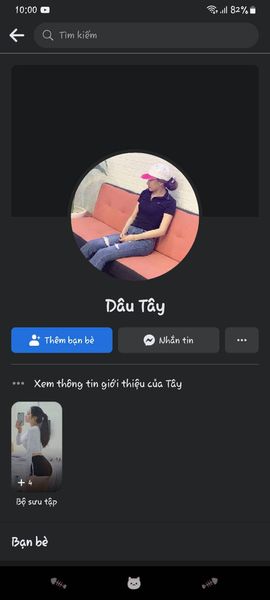 10:00
82%
Tìm kiếm
Dâu Tây
Thêm bạn bè
Nhắn tin
Xem thông tin giới thiệu của Tây
+ 4
Bộ sưu tập
Bạn bè